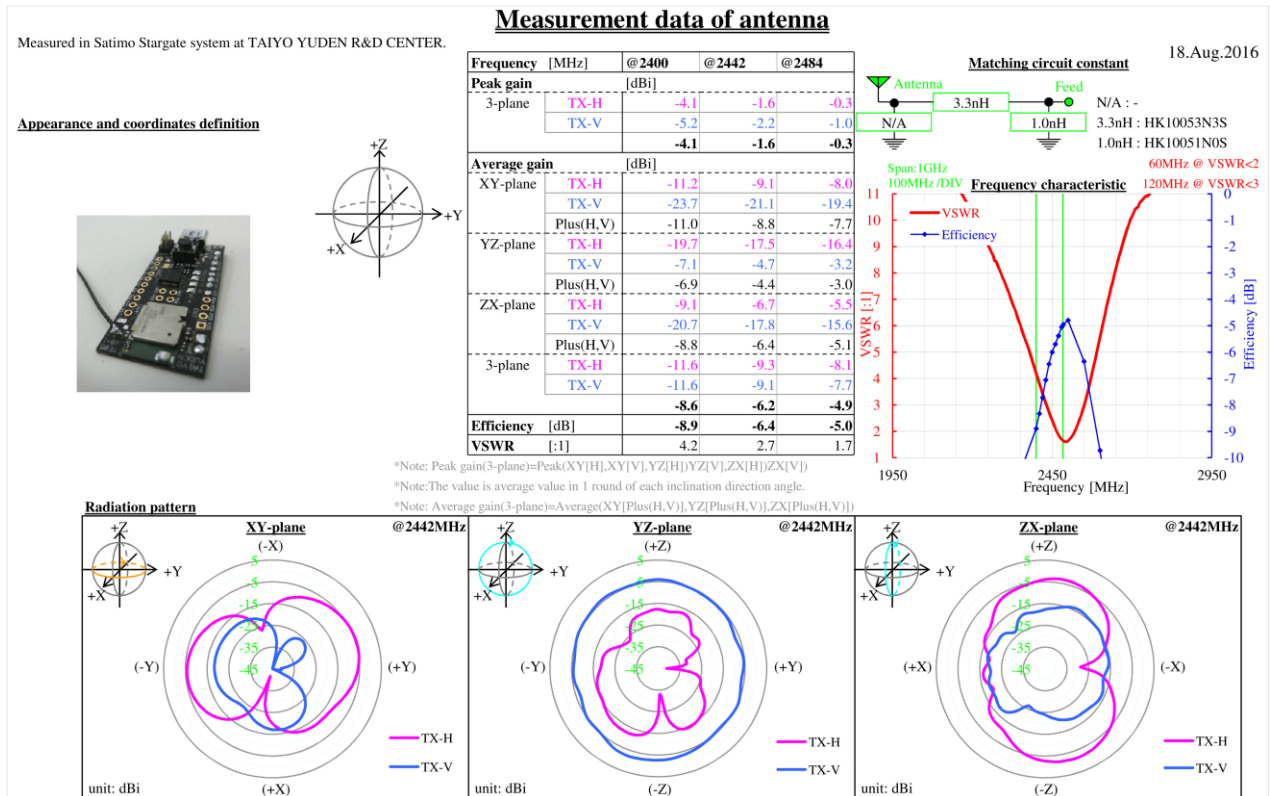 Measurement data of antenna
Measured in Satimo Stargate system at TAIYO YUDEN R&D CENTER.
18.Aug.2016
Appearance and coordinates definition
+Z
+Y
+X
Frequency [MHz] @2400 @2442 @2484
Peak gain [dBi]
3-plane TX-H -4.1 -1.6 -0.3
TX-V -5.2 -2.2 -1.0
-4.1 -1.6 -0.3
Average gain [dBi]
XY-plane TX-H -11.2 -9.1 -8.0
TX-V -23.7 -21.1 -19.4
Plus(H,V) -11.0 -8.8 -7.7
YZ-plane TX-H -19.7 -17.5 -16.4
TX-V -7.1 -4.7 -3.2
Plus(H,V) -6.9 -4.4 -3.0
ZX-plane TX-H -9.1 -6.7 -5.5
TX-V -20.7 -17.8 -15.6
Plus(H,V) -8.8 -6.4 -5.1
3-plane TX-H -11.6 -9.3 -8.1
TX-V -11.6 -9.1 -7.7
-8.6 -6.2 -4.9
Efficiency [dB] -8.9 -6.4 -5.0
VSWR [:1] 4.2 2.7 1.7
Matching circuit constant
Antenna
Feed
3.3nH
N/A
1.0nH
N/A : -
3.3nH : HK10053N3S
1.0nH : HK10051N0S
60MHz @ VSWR<2
120MHz @ VSWR<3
Span:1GHz
100MHz /DIV
Frequency characteristic
VSWR
Efficiency
11
10
9
8
7
6
5
4
3
2
1
VSWR [:1]
0
-1
-2
-3
-4
-5
-6
-7
-8
-9
-10
Efficiency [dB]
1950 2450 2950
Frequency [MHz]
*Note: Peak gain(3-plane)=Peak(XY[H],XY[V],YZ[H])YZ[V],ZX[H])ZX[V])
*Note:The value is average value in 1 round of each inclination direction angle.
*Note: Average gain(3-plane)=Average(XY[Plus(H,V)],YZ[Plus(H,V)],ZX[Plus(H,V)])
Radiation pattern
XY-plane @2442MHz
+Z
+Y
+X
(-X)
(-Y)
(+Y)
(+X)
5
-5
-15
-25
-35
-45
TX-H
TX-V
unit: dBi
YZ-plane @2442MHz
+Z
+Y
+X
(+Z)
(-Y)
(+Y)
(-Z)
5
-5
-15
-25
-35
-45
TX-H
TX-V
unit: dBi
ZX-plane @2442MHz
+Z
+Y
+X
(+Z)
(+X)
(-X)
(-Z)
5
-5
-15
-25
-35
-45
TX-H
TX-V
unit: dBi